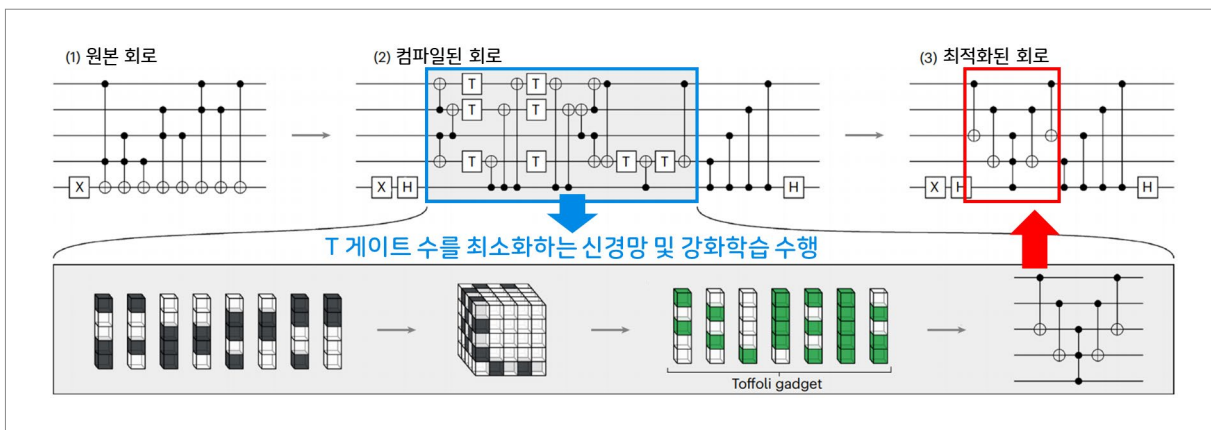 (1) 원본 회로
(2) 컴파일된 회로
(3) 최적화된 회로
T T
T T
T T T T
X
X H
H
X H
H
T 게이트 수를 최소화하는 신경망 및 강화학습 수행
Toffoli gadget